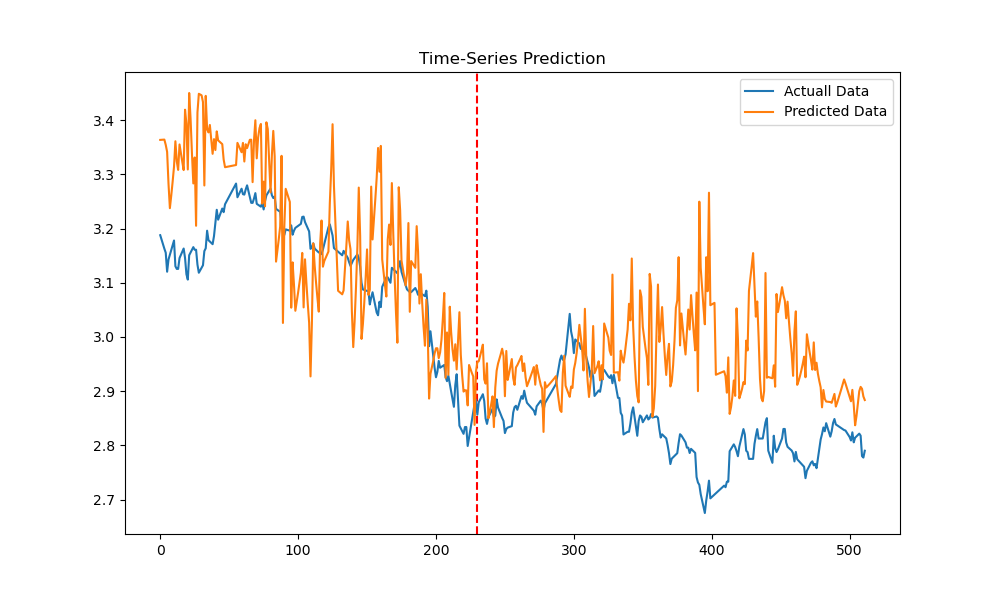 Time-Series Prediction
Actuall Data
Predicted Data
3.4
3.3
3.2
3.1
3.0
2.9
2.8
2.7
0 100 200 300 400 500